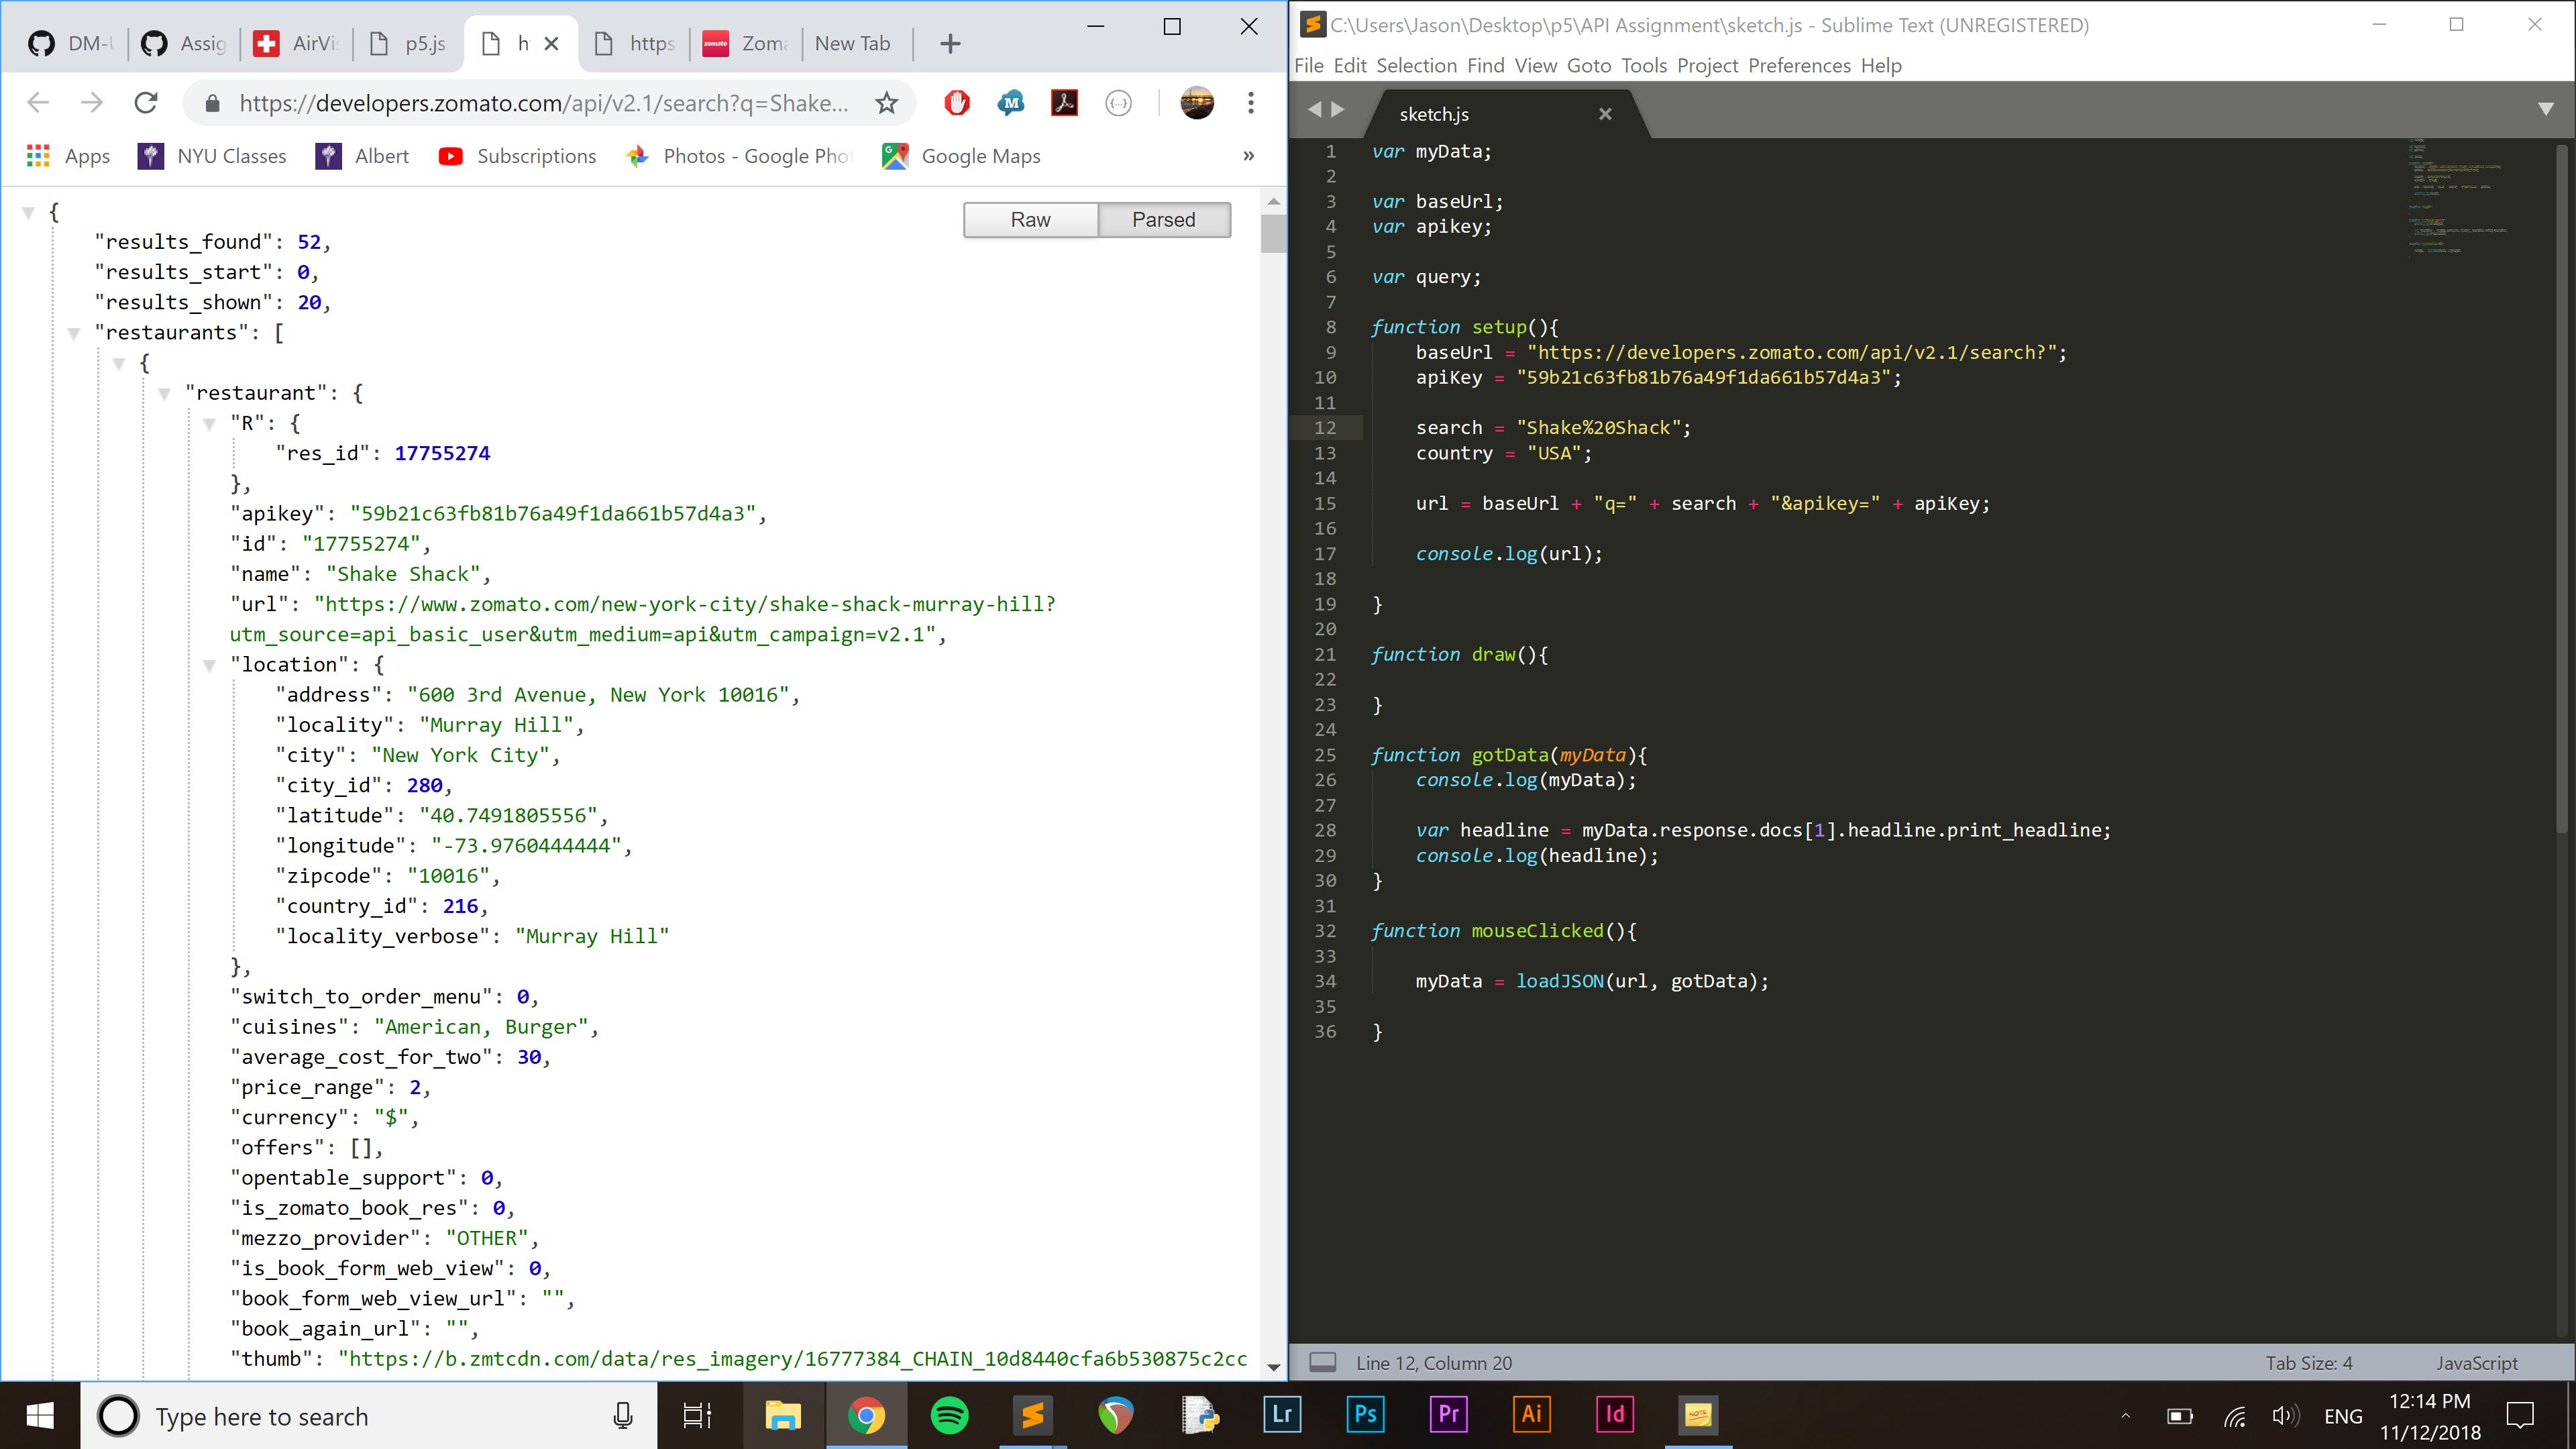 DM-U
Assig
AirVis
p5.js
h
https
Zoma
New Tab
https://developers.zomato.com/api/v2.1/search?q=Shake...
Apps
NYU Classes
Albert
Subscriptions
Photos - Google Pho
Google Maps
»
Raw
Parsed
{
"results_found": 52,
"results_start": 0,
"results_shown": 20,
"restaurants": [
{
"restaurant": {
"R": {
"res_id": 17755274
},
"apikey": "59b21c63fb81b76a49f1da661b57d4a3",
"id": "17755274",
"name": "Shake Shack",
"url": "https://www.zomato.com/new-york-city/shake-shack-murray-hill?
utm_source=api_basic_user&utm_medium=api&utm_campaign=v2.1",
"location": {
"address": "600 3rd Avenue, New York 10016",
"locality": "Murray Hill",
"city": "New York City",
"city_id": 280,
"latitude": "40.7491805556",
"longitude": "-73.9760444444",
"zipcode": "10016",
"country_id": 216,
"locality_verbose": "Murray Hill"
},
"switch_to_order_menu": 0,
"cuisines": "American, Burger",
"average_cost_for_two": 30,
"price_range": 2,
"currency": "$",
"offers": [],
"opentable_support": 0,
"is_zomato_book_res": 0,
"mezzo_provider": "OTHER",
"is_book_form_web_view": 0,
"book_form_web_view_url": "",
"book_again_url": "",
"thumb": "https://b.zmtcdn.com/data/res_imagery/16777384_CHAIN_10d8440cfa6b530875c2cc
C:\Users\Jason\Desktop\p5\API Assignment\sketch.js - Sublime Text (UNREGISTERED)
File Edit Selection Find View Goto Tools Project Preferences Help
sketch.js
1 var myData;
2
3 var baseUrl;
4 var apikey;
5
6 var query;
7
8 function setup(){
9 baseUrl = "https://developers.zomato.com/api/v2.1/search?";
10 apiKey = "59b21c63fb81b76a49f1da661b57d4a3";
11
12 search = "Shake%20Shack";
13 country = "USA";
14
15 url = baseUrl + "q=" + search + "&apikey=" + apiKey;
16
17 console.log(url);
18
19 }
20
21 function draw(){
22
23 }
24
25 function gotData(myData){
26 console.log(myData);
27
28 var headline = myData.response.docs[1].headline.print_headline;
29 console.log(headline);
30 }
31
32 function mouseClicked(){
33
34 myData = loadJSON(url, gotData);
35
36 }
Line 12, Column 20
Tab Size: 4
JavaScript
Type here to search
Lr
Ps
Pr
Ai
Id
NOTE
ENG
12:14 PM
11/12/2018